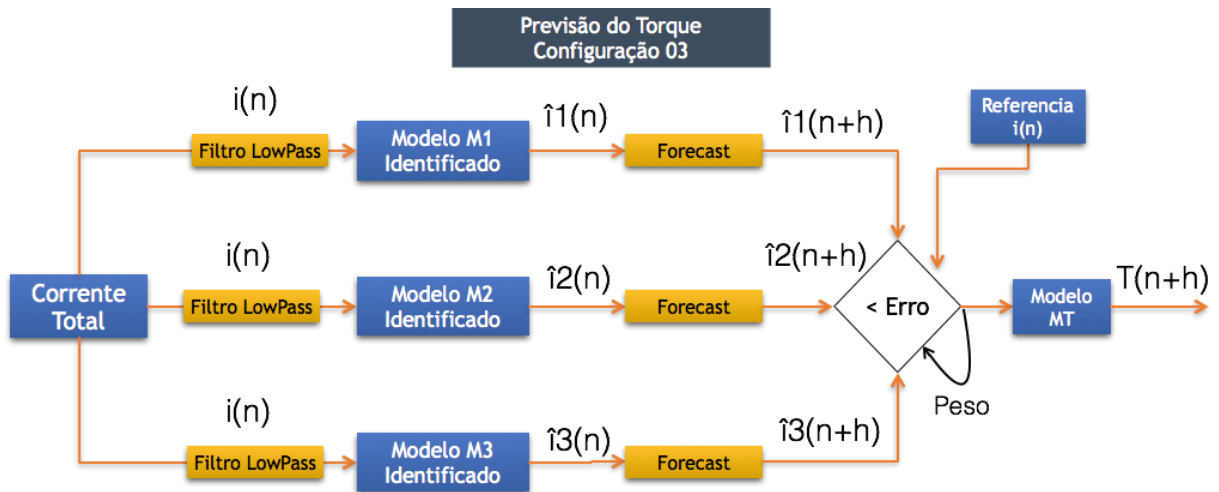 Previsão do Torque
Configuração 03
i(n)
Filtro LowPass
Modelo M1
Identificado
î1(n)
Forecast
î1(n+h)
Referencia
i(n)
Corrente
Total
i(n)
Filtro LowPass
Modelo M2
Identificado
î2(n)
Forecast
î2(n+h)
< Erro
Peso
Modelo
MT
T(n+h)
i(n)
Filtro LowPass
Modelo M3
Identificado
î3(n)
Forecast
î3(n+h)